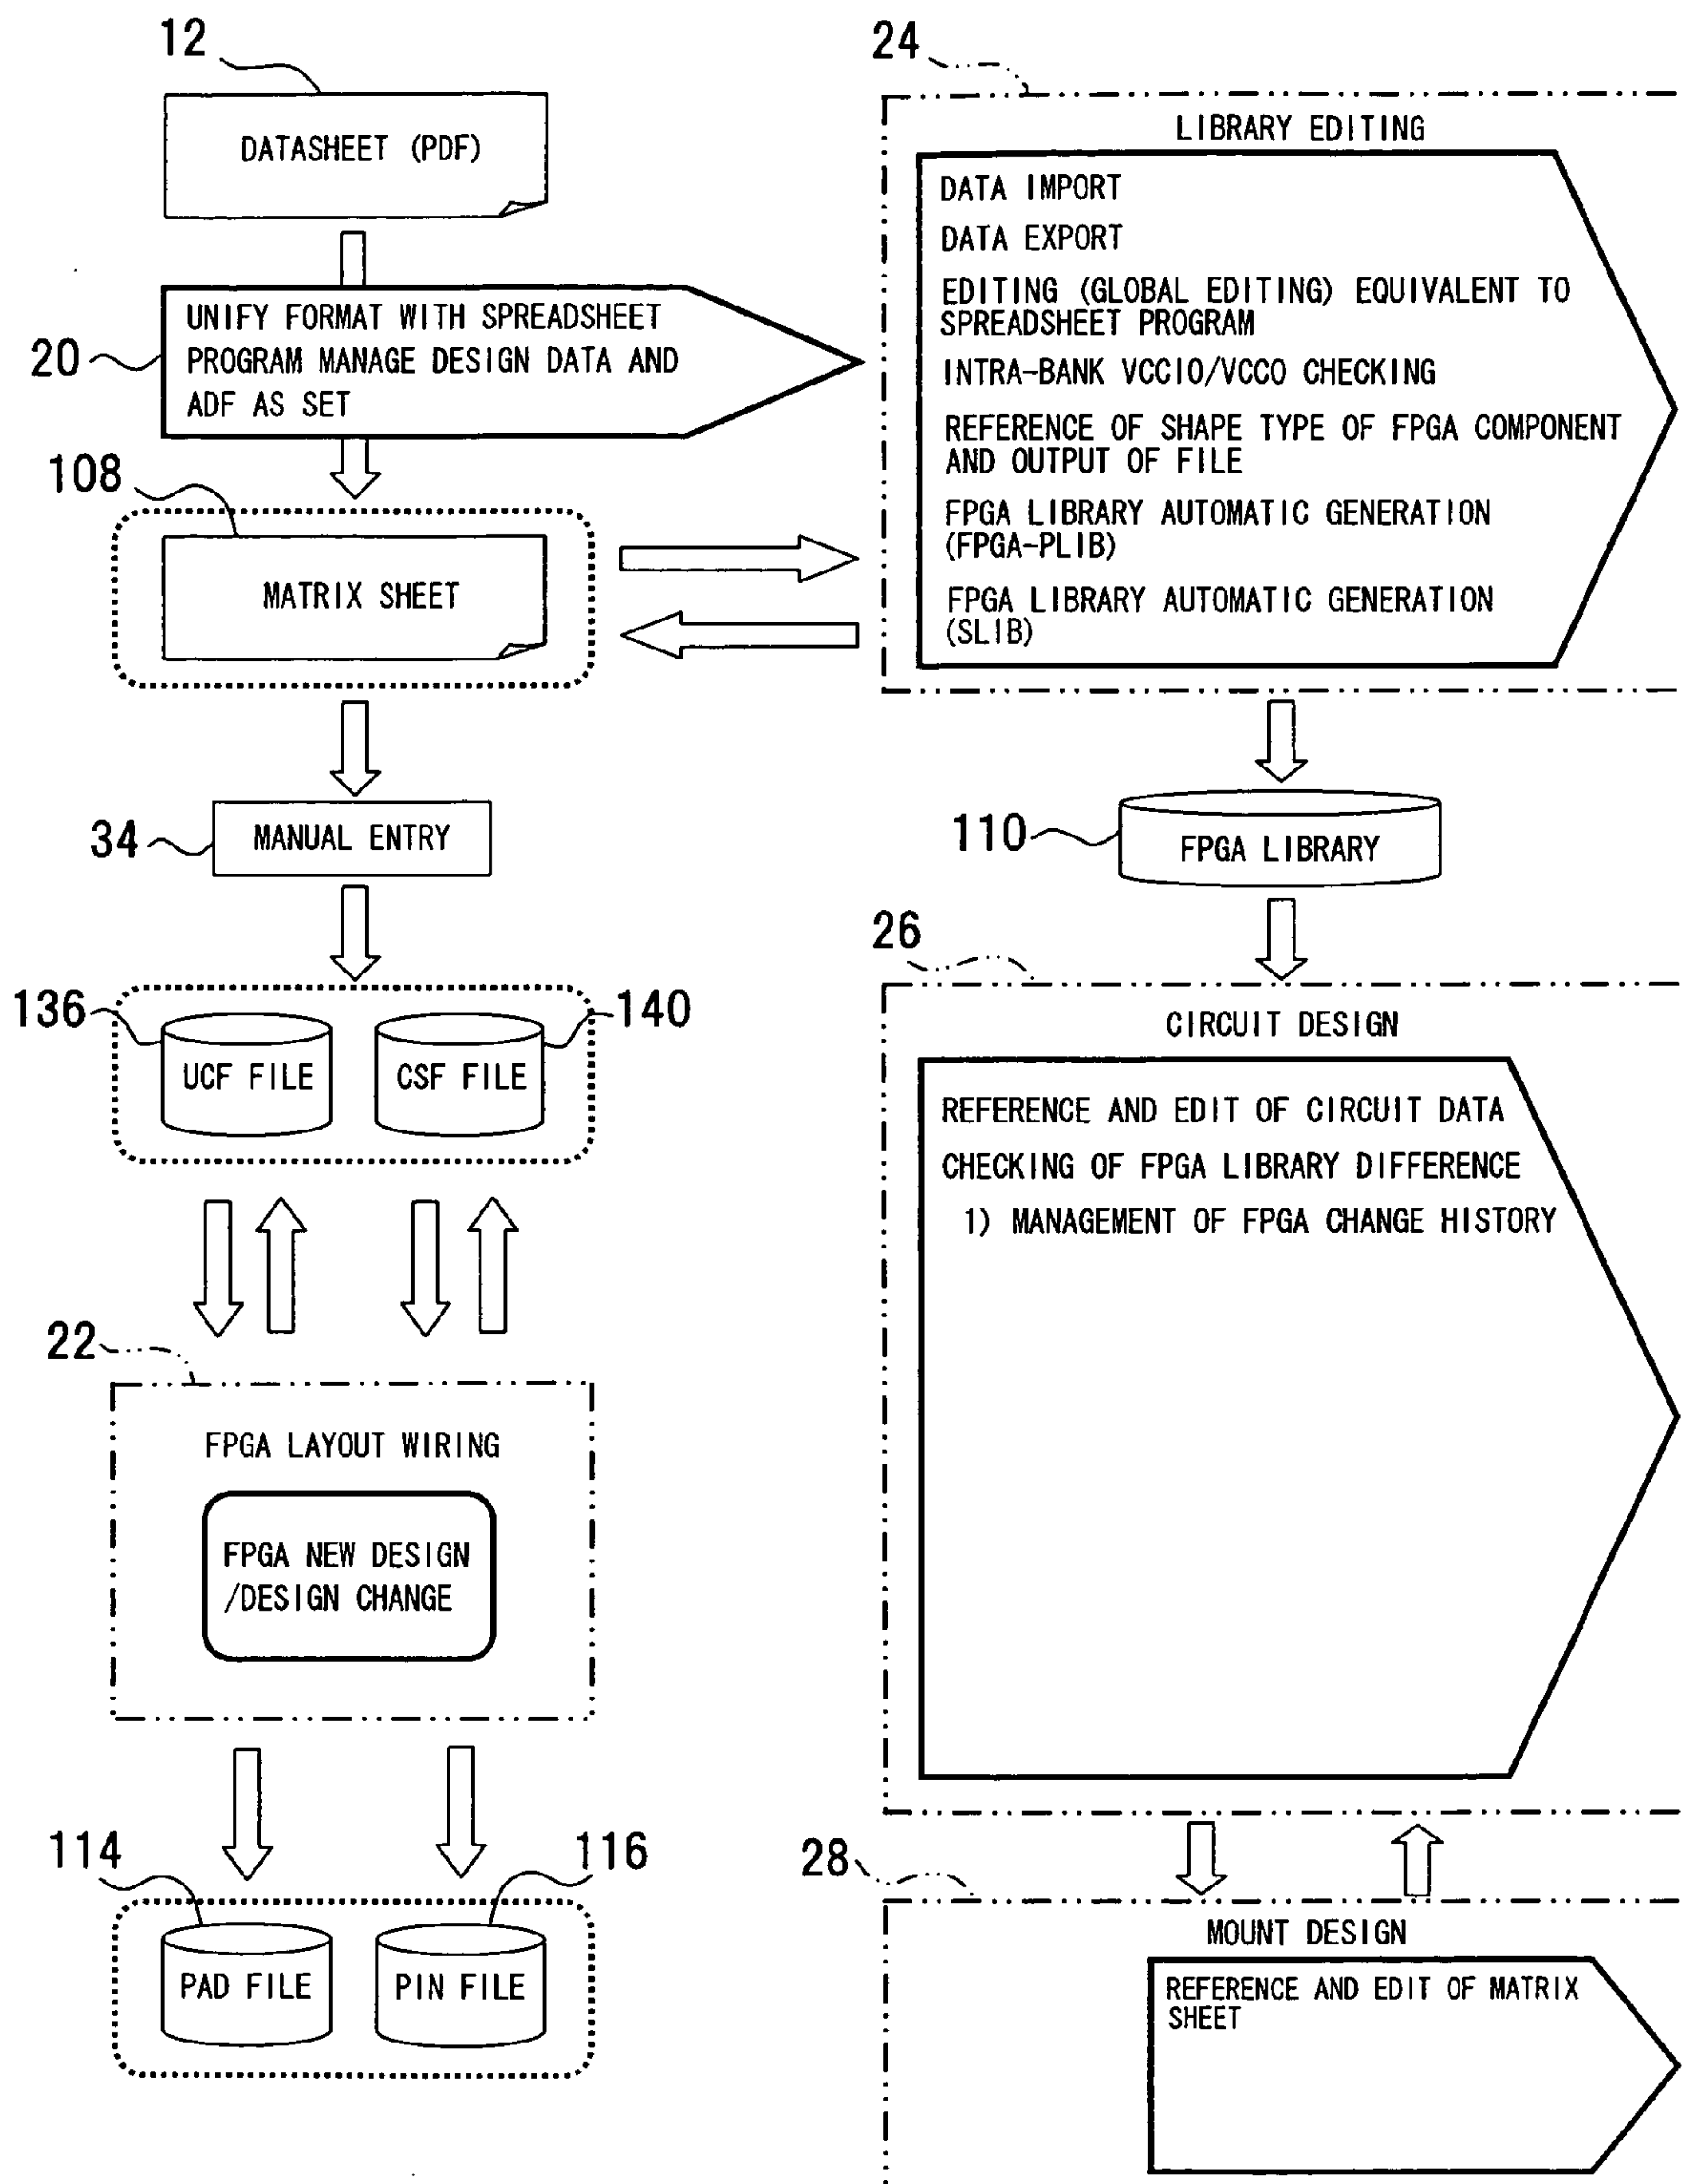 12
DATASHEET (PDF)
20
UNIFY FORMAT WITH SPREADSHEET
PROGRAM MANAGE DESIGN DATA AND
ADF AS SET
108
MATRIX SHEET
34
MANUAL ENTRY
136
140
UCF FILE
CSF FILE
22
FPGA LAYOUT WIRING
FPGA NEW DESIGN
/DESIGN CHANGE
114
116
PAD FILE
PIN FILE
24
LIBRARY EDITING
DATA IMPORT
DATA EXPORT
EDITING (GLOBAL EDITING) EQUIVALENT TO
SPREADSHEET PROGRAM
INTRA-BANK VCCIO/VCCO CHECKING
REFERENCE OF SHAPE TYPE OF FPGA COMPONENT
AND OUTPUT OF FILE
FPGA LIBRARY AUTOMATIC GENERATION
(FPGA-PLIB)
FPGA LIBRARY AUTOMATIC GENERATION
(SLIB)
110
FPGA LIBRARY
26
CIRCUIT DESIGN
REFERENCE AND EDIT OF CIRCUIT DATA
CHECKING OF FPGA LIBRARY DIFFERENCE
1) MANAGEMENT OF FPGA CHANGE HISTORY
28
MOUNT DESIGN
REFERENCE AND EDIT OF MATRIX
SHEET